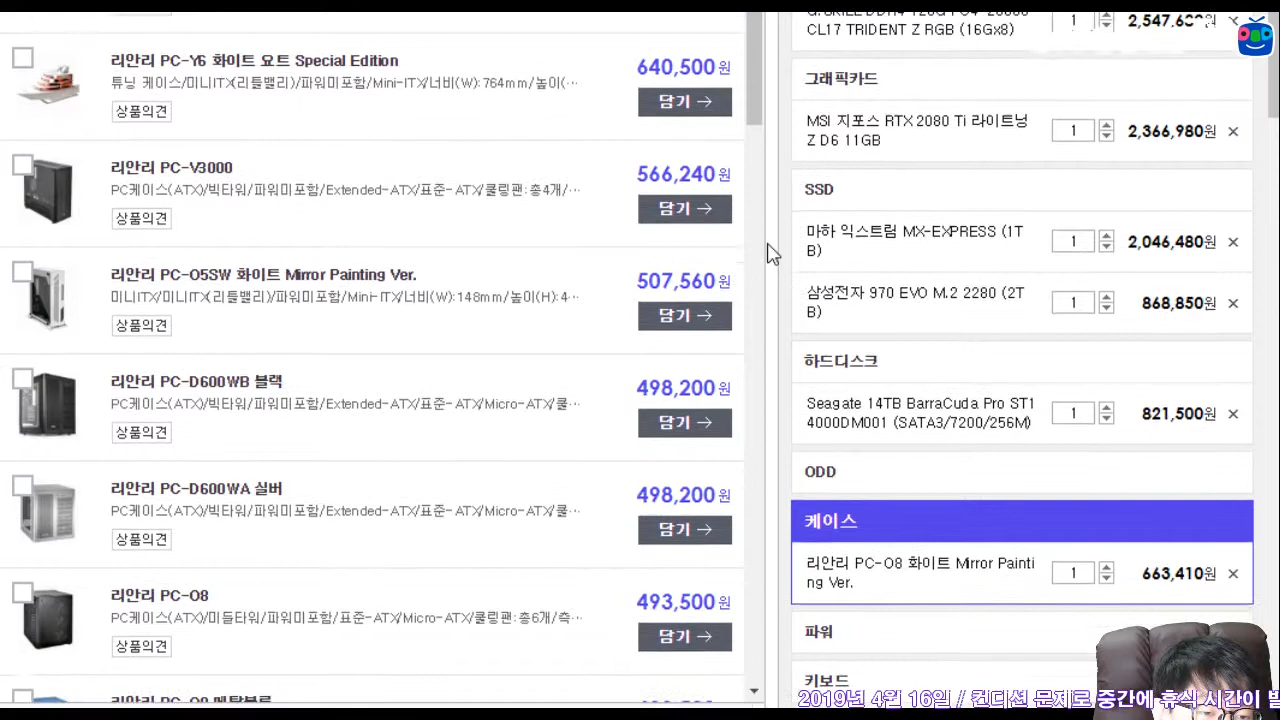 리안리 PC-Y6 화이트 요트 Special Edition
튜닝 케이스/미니ITX(리틀밸리)/파워미포함/Mini-ITX/너비(W): 764mm/높이(···
상품의견
640,500원
담기 →
리안리 PC-V3000
PC케이스(ATX)/빅타워/파워미포함/Extended-ATX/표준-ATX/쿨링팬: 총4개/···
상품의견
566,240원
담기 →
리안리 PC-O5SW 화이트 Mirror Painting Ver.
미니ITX/미니ITX(리틀밸리)/파워미포함/Mini-ITX/너비(W): 148mm/높이(H): 4···
상품의견
507,560원
담기 →
리안리 PC-D600WB 블랙
PC케이스(ATX)/빅타워/파워미포함/Extended-ATX/표준-ATX/Micro-ATX/쿨···
상품의견
498,200원
담기 →
리안리 PC-D600WA 실버
PC케이스(ATX)/빅타워/파워미포함/Extended-ATX/표준-ATX/Micro-ATX/쿨···
상품의견
498,200원
담기 →
리안리 PC-O8
PC케이스(ATX)/미들타워/파워미포함/표준-ATX/Micro-ATX/쿨링팬: 총6개/측···
상품의견
493,500원
담기 →
리안리 PC-O8 메탈블루
CL17 TRIDENT Z RGB (16Gx8)
1
그래픽카드
MSI 지포스 RTX 2080 Ti 라이트닝
Z D6 11GB
1
2,366,980원 ×
SSD
마하 익스트림 MX-EXPRESS (1T
B)
1
2,046,480원 ×
삼성전자 970 EVO M.2 2280 (2T
B)
1
868,850원 ×
하드디스크
Seagate 14TB BarraCuda Pro ST1
4000DM001 (SATA3/7200/256M)
1
821,500원 ×
ODD
케이스
리안리 PC-O8 화이트 Mirror Painti
ng Ver.
1
663,410원 ×
파워
키보드
2019년 4월 16일 / 컨디션 문제로 중간에 휴식 시간이